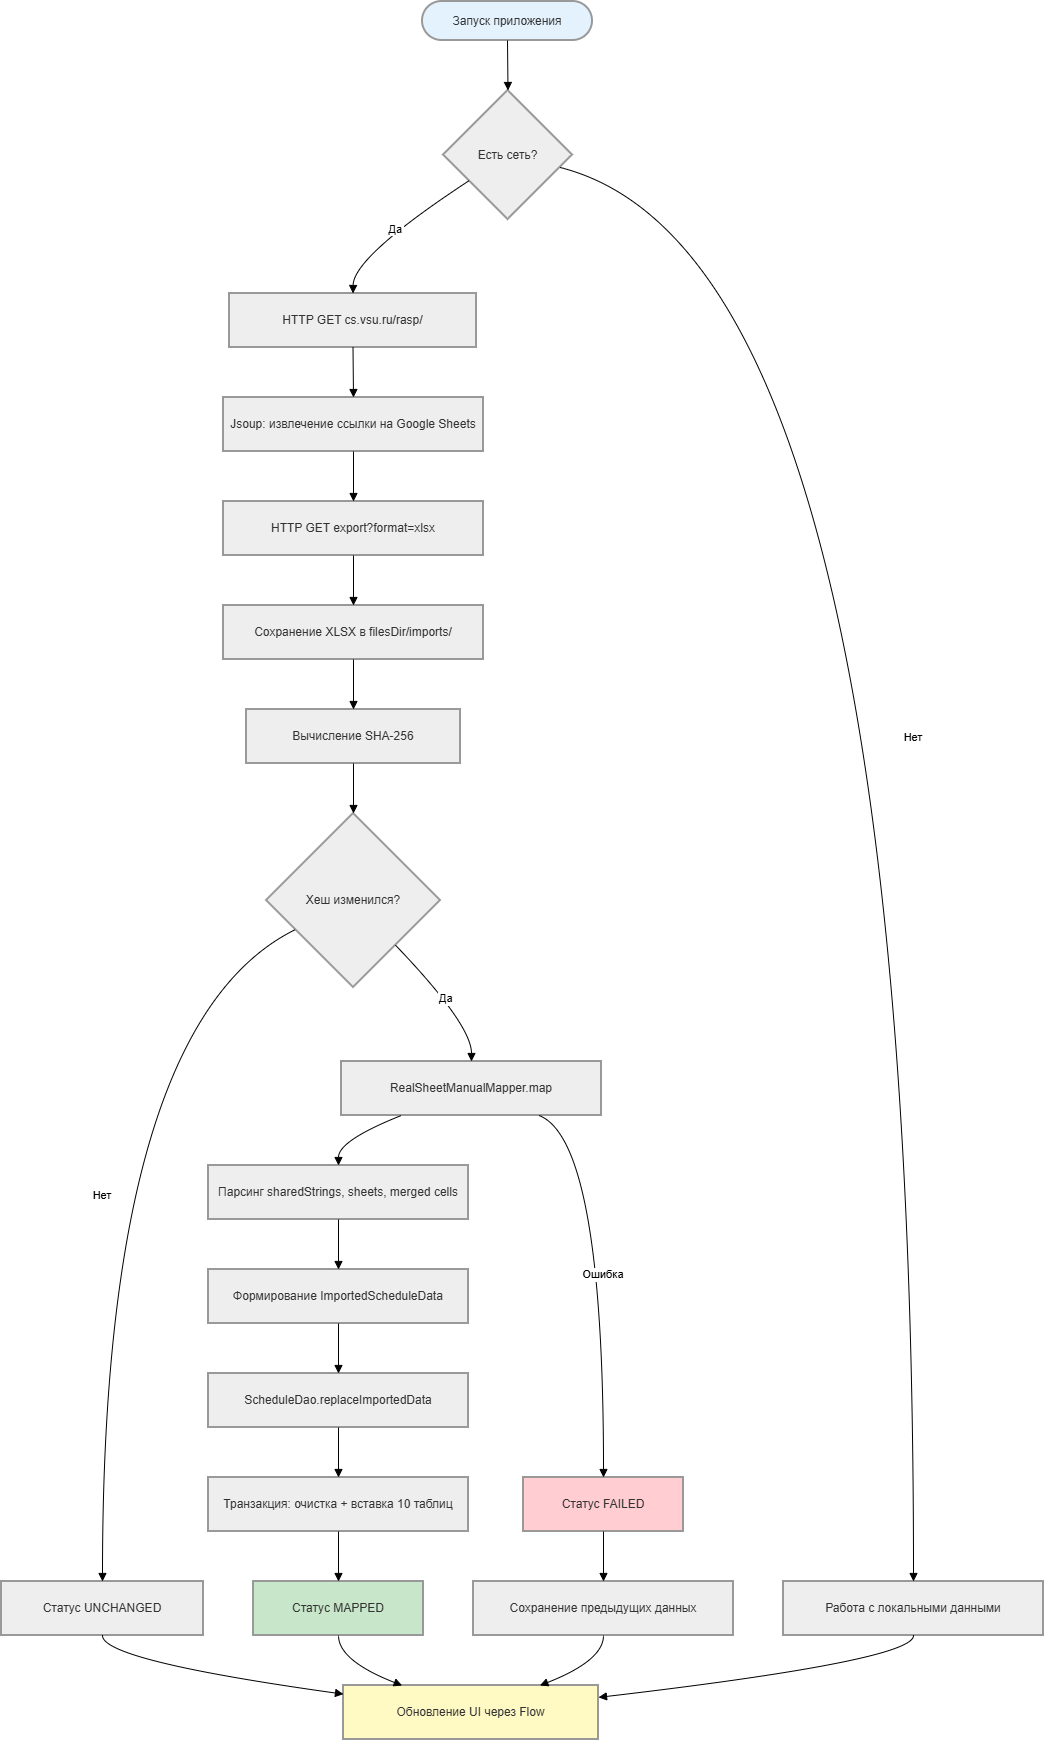 Запуск приложения
Есть сеть?
Да
HTTP GET cs.vsu.ru/rasp/
Jsoup: извлечение ссылки на Google Sheets
HTTP GET export?format=xlsx
Сохранение XLSX в filesDir/imports/
Вычисление SHA-256
Нет
Хеш изменился?
Да
RealSheetManualMapper.map
Нет
Парсинг sharedStrings, sheets, merged cells
Ошибка
Формирование ImportedScheduleData
ScheduleDao.replaceImportedData
Транзакция: очистка + вставка 10 таблиц
Статус FAILED
Статус UNCHANGED
Статус MAPPED
Сохранение предыдущих данных
Работа с локальными данными
Обновление UI через Flow